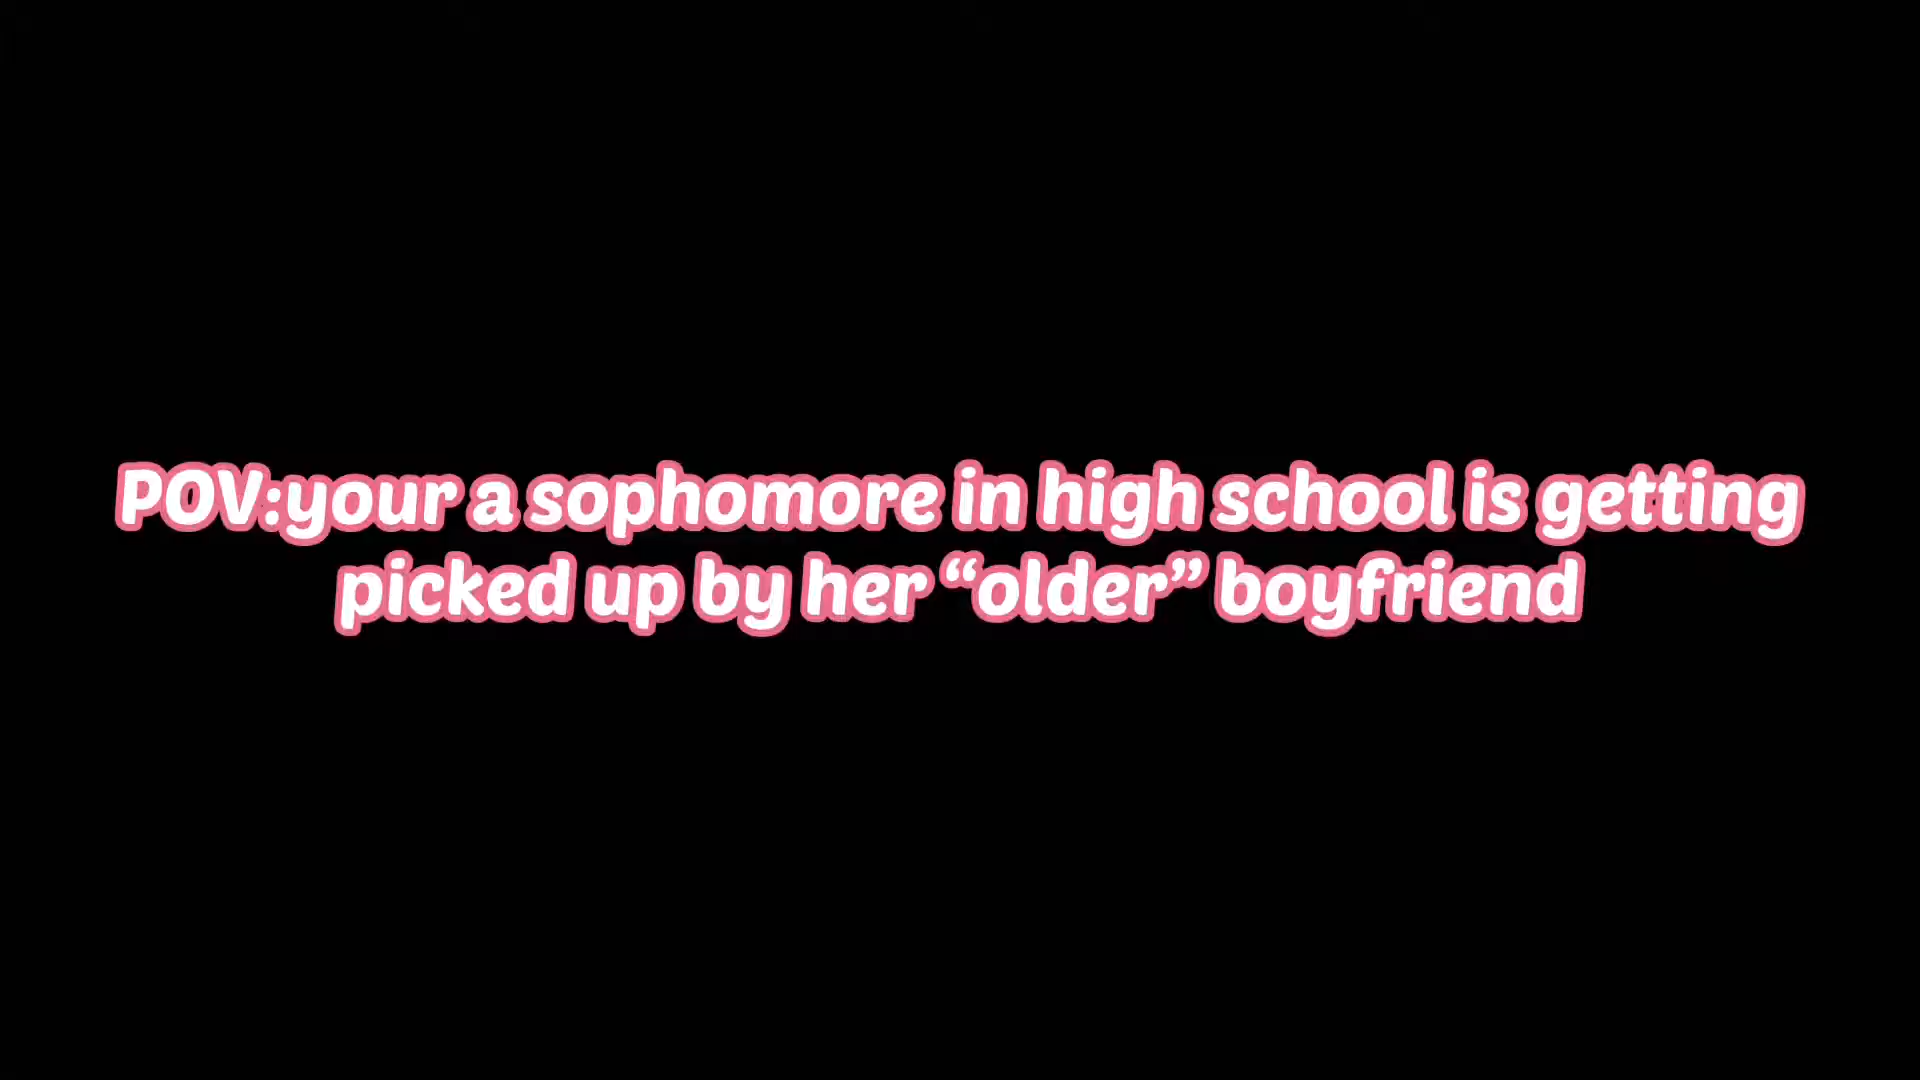 POV:your a sophomore in high school is getting
picked up by her “older” boyfriend